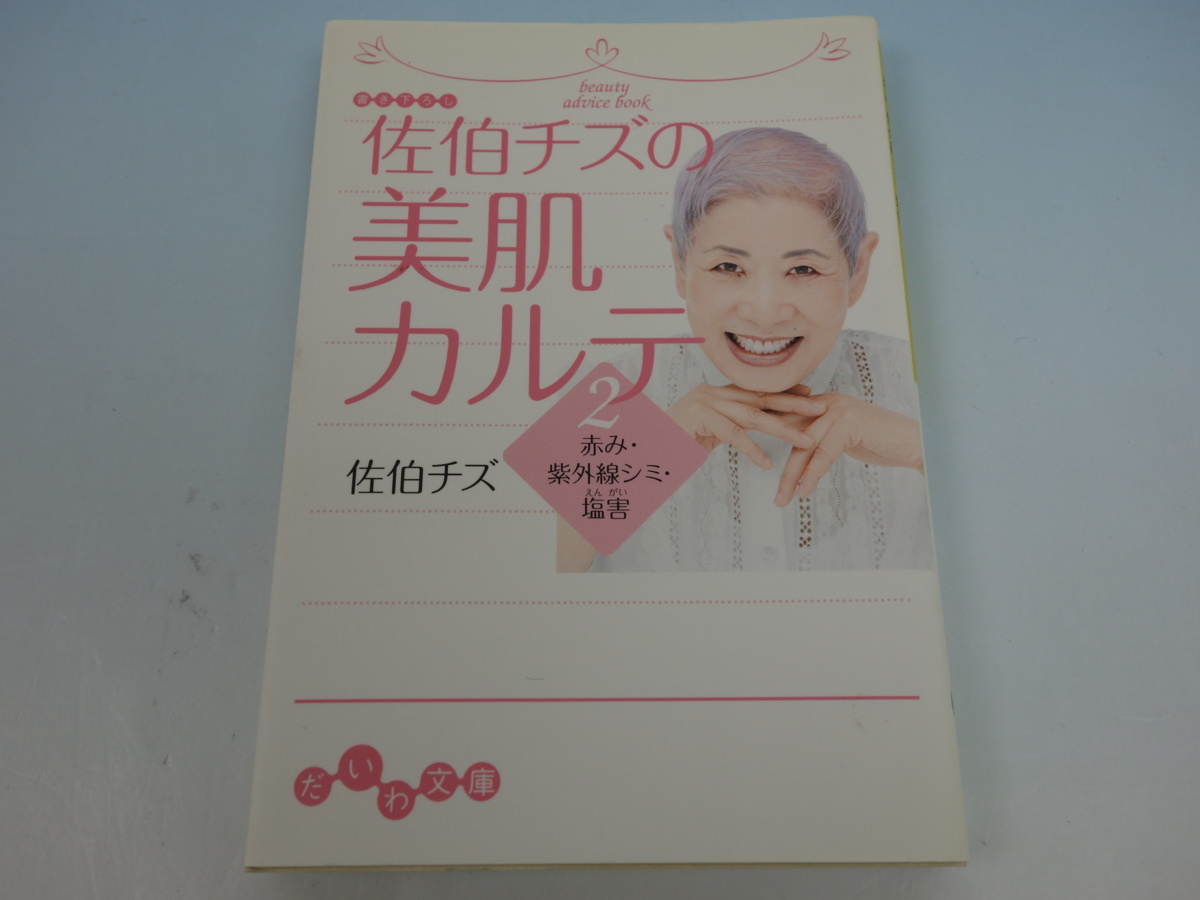 beauty
advice book
書き下ろし
佐伯チズの
美肌
カルテ
2
赤み・
紫外線シミ・
えん がい
塩害
佐伯チズ
だいわ文庫